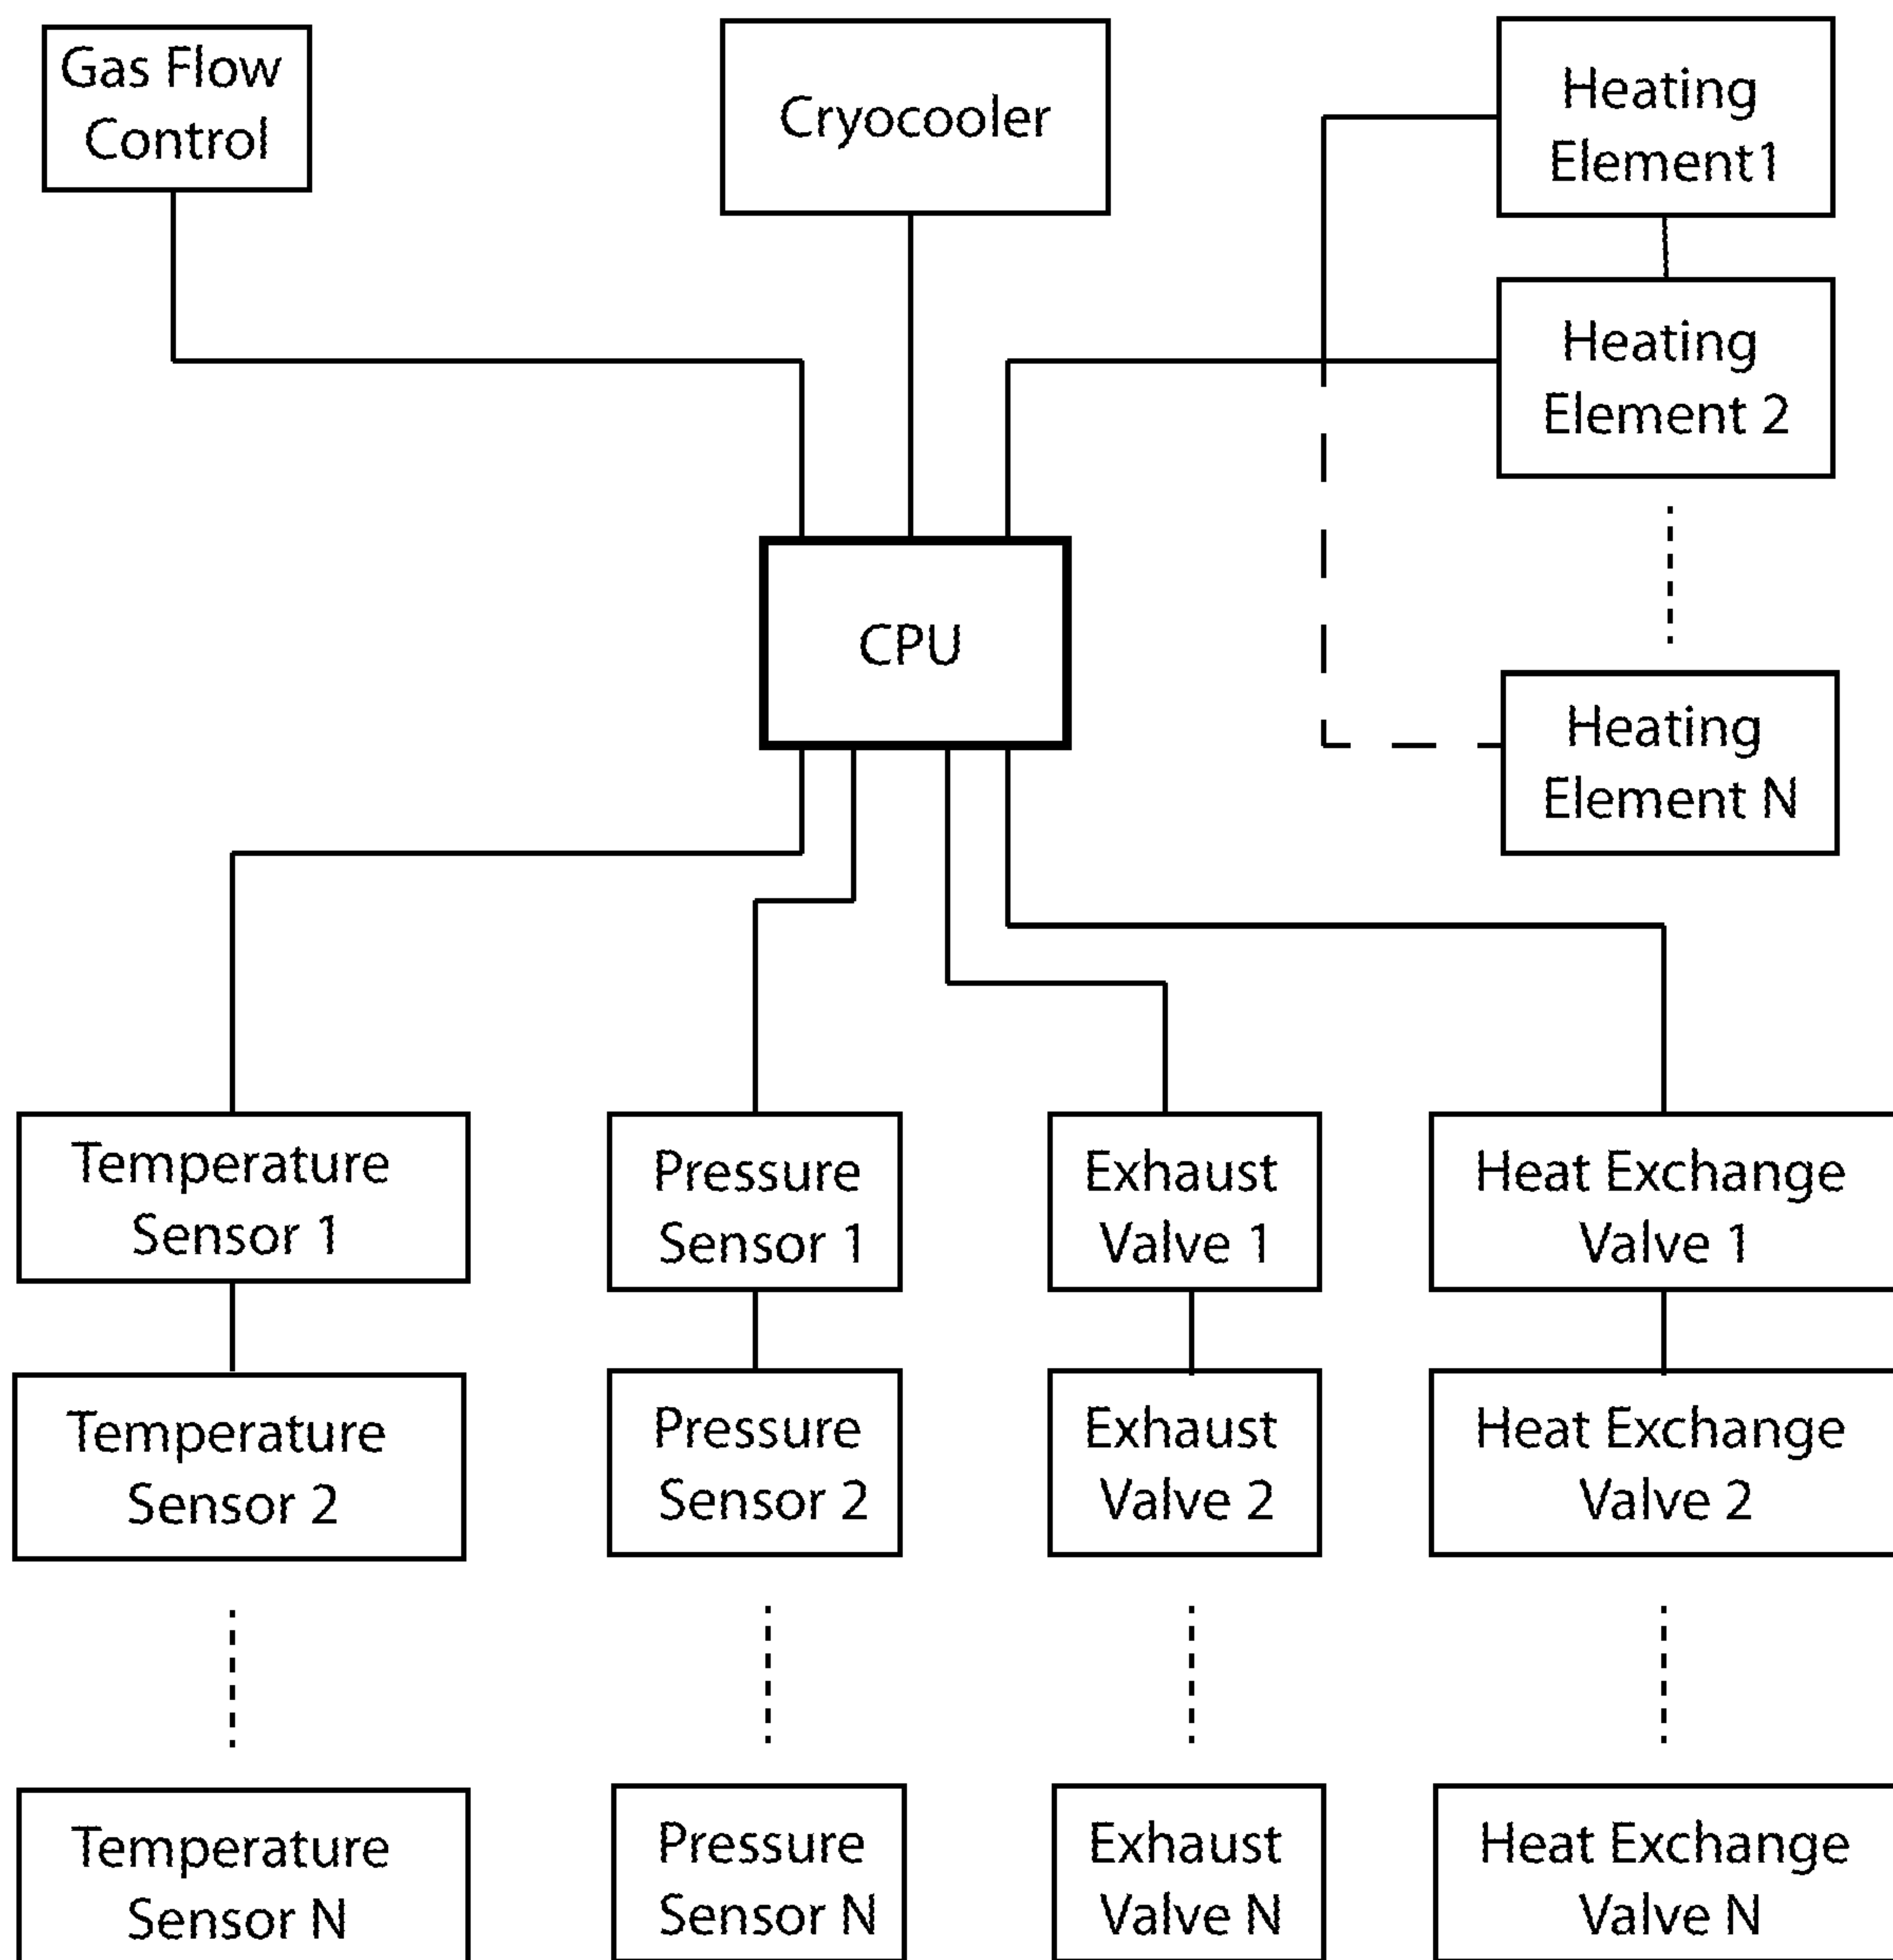 Gas Flow
Control
Cryocooler
Heating
Element1
Heating
Element 2
CPU
Heating
Element N
Temperature
Sensor 1
Pressure
Sensor 1
Exhaust
Valve 1
Heat Exchange
Valve 1
Temperature
Sensor 2
Pressure
Sensor 2
Exhaust
Valve 2
Heat Exchange
Valve 2
Temperature
Sensor N
Pressure
Sensor N
Exhaust
Valve N
Heat Exchange
Valve N